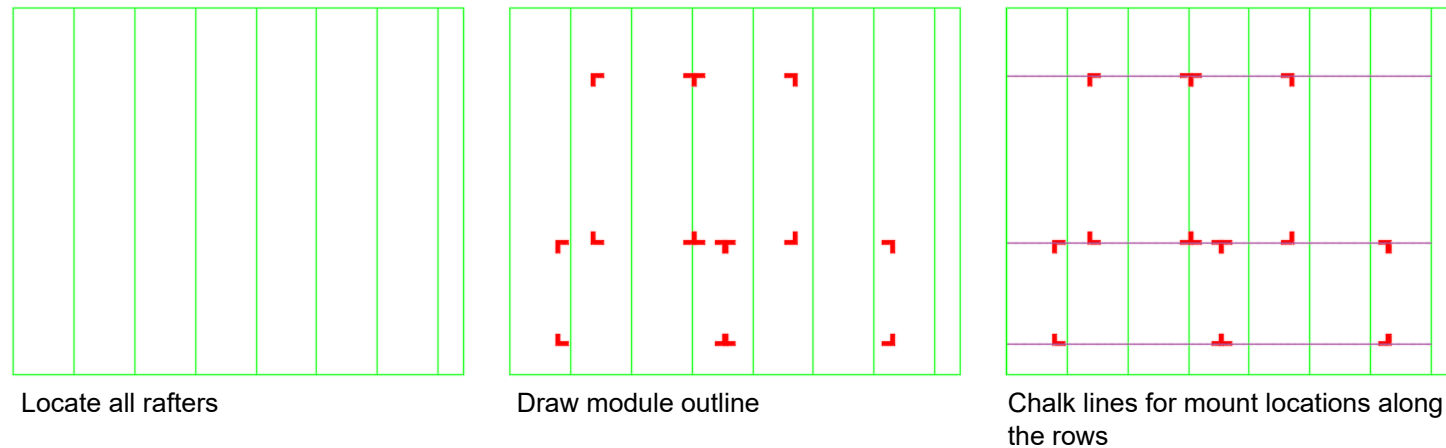 Locate all rafters
Draw module outline
Chalk lines for mount locations along
the rows